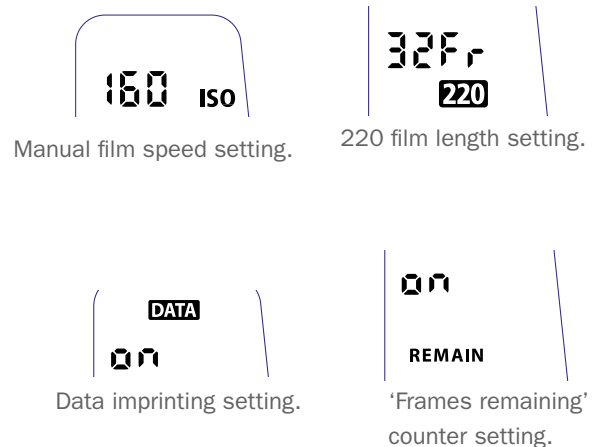 160 ISO
Manual film speed setting.
32Fr
220
220 film length setting.
DATA
on
Data imprinting setting.
on
REMAIN
‘Frames remaining’
counter setting.